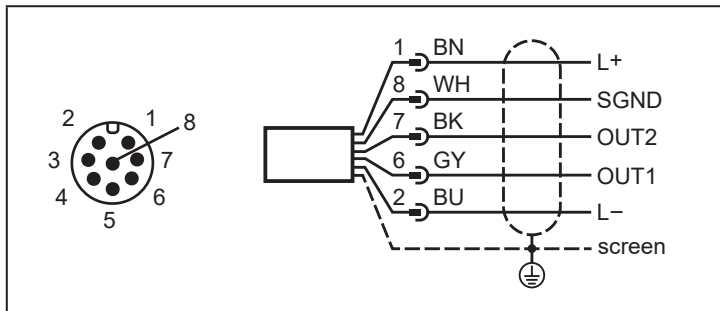 2 1 8
3 7
4 6
5
1 BN L+
8 WH SGND
7 BK OUT2
6 GY OUT1
2 BU L−
screen